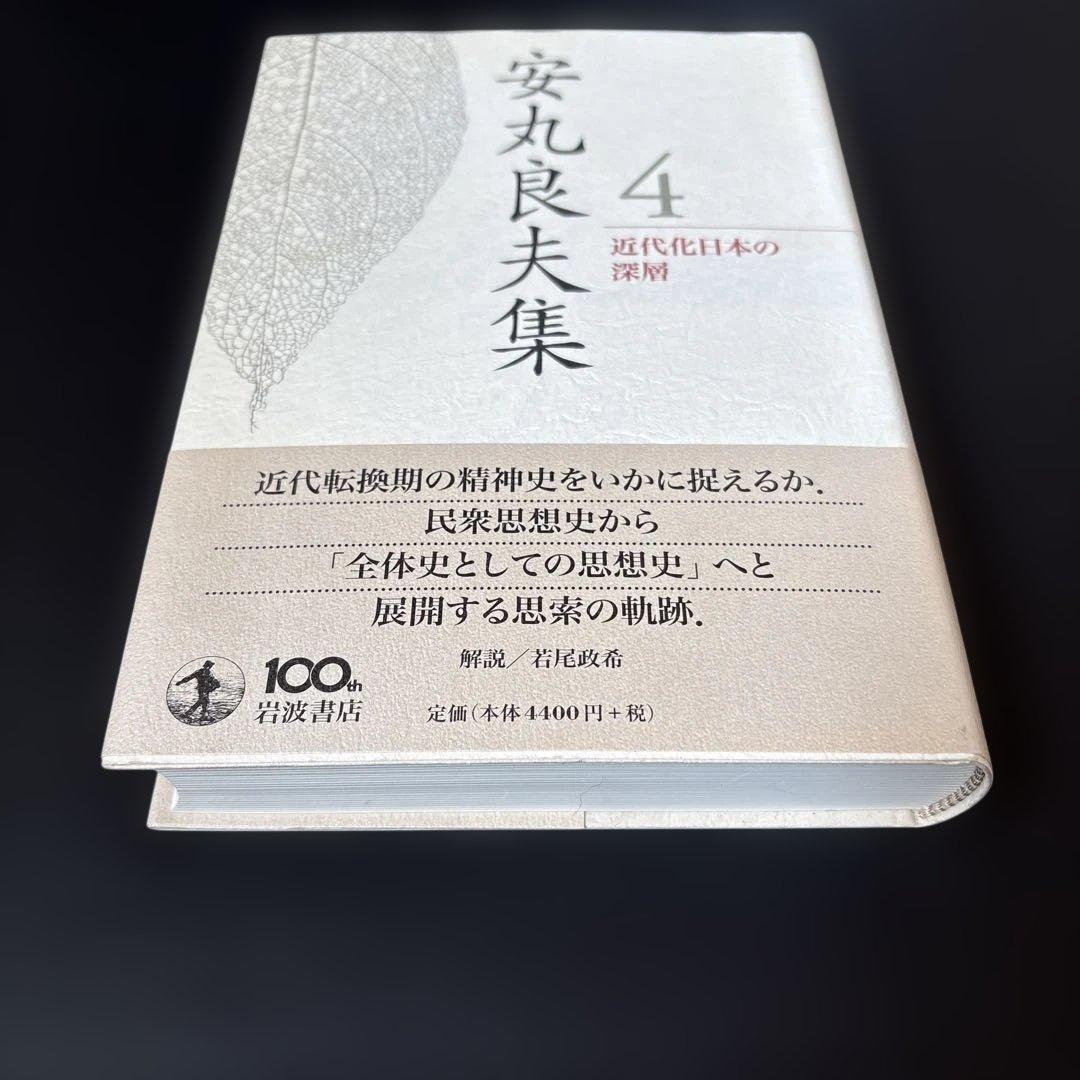 安丸良夫集
4
近代化日本の
深層
近代転換期の精神史をいかに捉えるか.
民衆思想史から
「全体史としての思想史」へと
展開する思索の軌跡.
解説／若尾政希
100th
岩波書店
定価（本体4400円＋税）